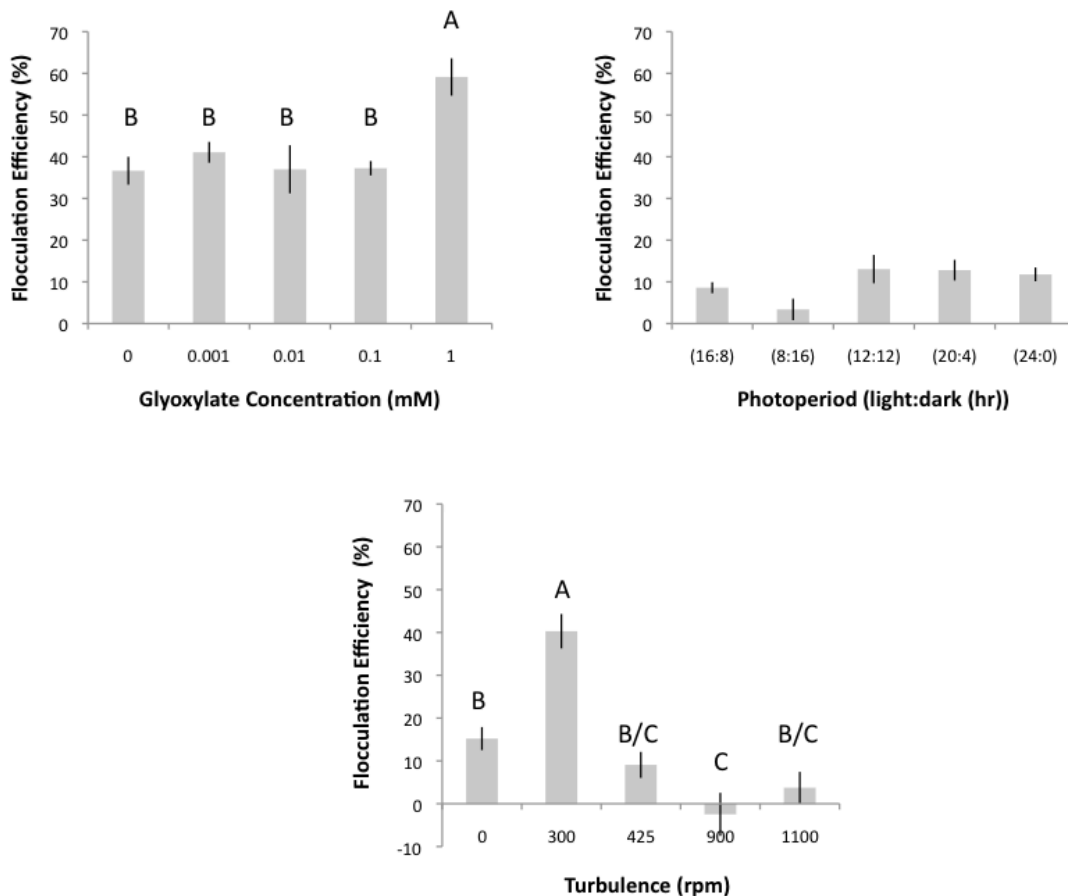 A
70
60
50
40
30
20
10
0
B B B B
0 0.001 0.01 0.1 1
Flocculation Efficiency (%)
Glyoxylate Concentration (mM)
70
60
50
40
30
20
10
0
(16:8) (8:16) (12:12) (20:4) (24:0)
Flocculation Efficiency (%)
Photoperiod (light:dark (hr))
70
60
50
40
30
20
10
0
-10
B A B/C C B/C
0 300 425 900 1100
Flocculation Efficiency (%)
Turbulence (rpm)